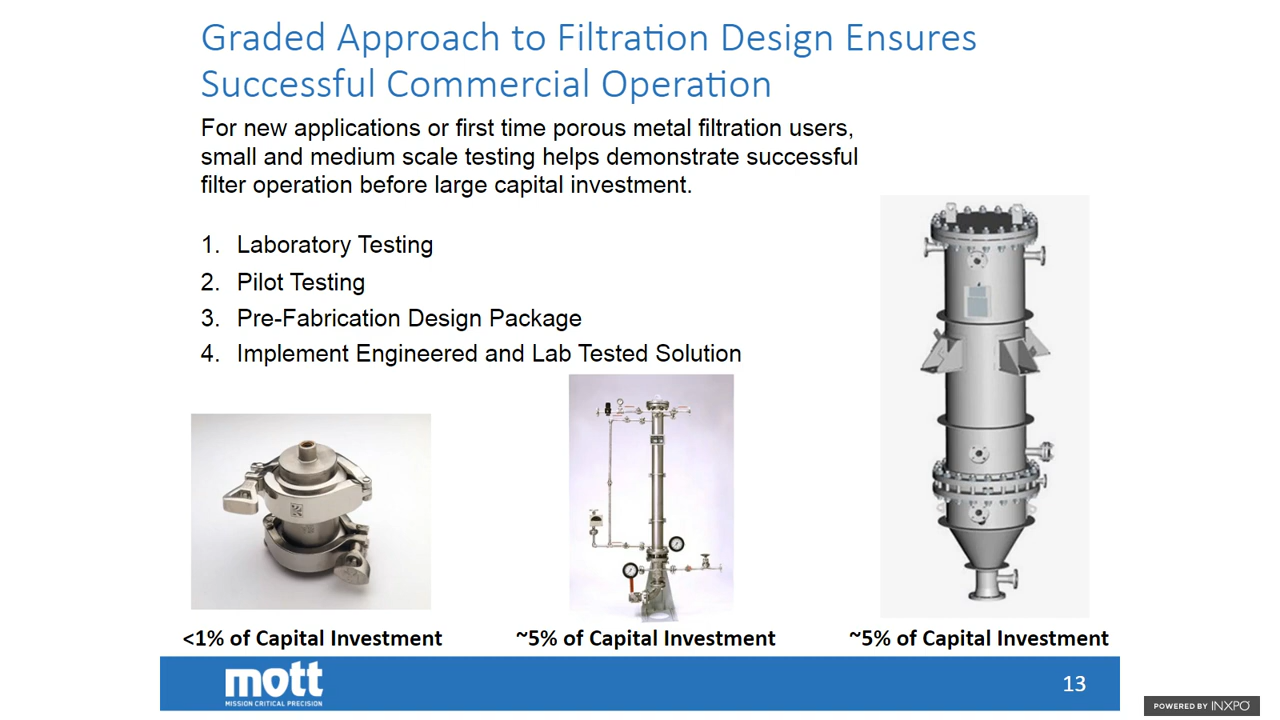 Graded Approach to Filtration Design Ensures
Successful Commercial Operation
For new applications or first time porous metal filtration users,
small and medium scale testing helps demonstrate successful
filter operation before large capital investment.
1. Laboratory Testing
2. Pilot Testing
3. Pre-Fabrication Design Package
4. Implement Engineered and Lab Tested Solution
<1% of Capital Investment
~5% of Capital Investment
~5% of Capital Investment
mott
MISSION CRITICAL PRECISION
13
POWERED BY INXPO